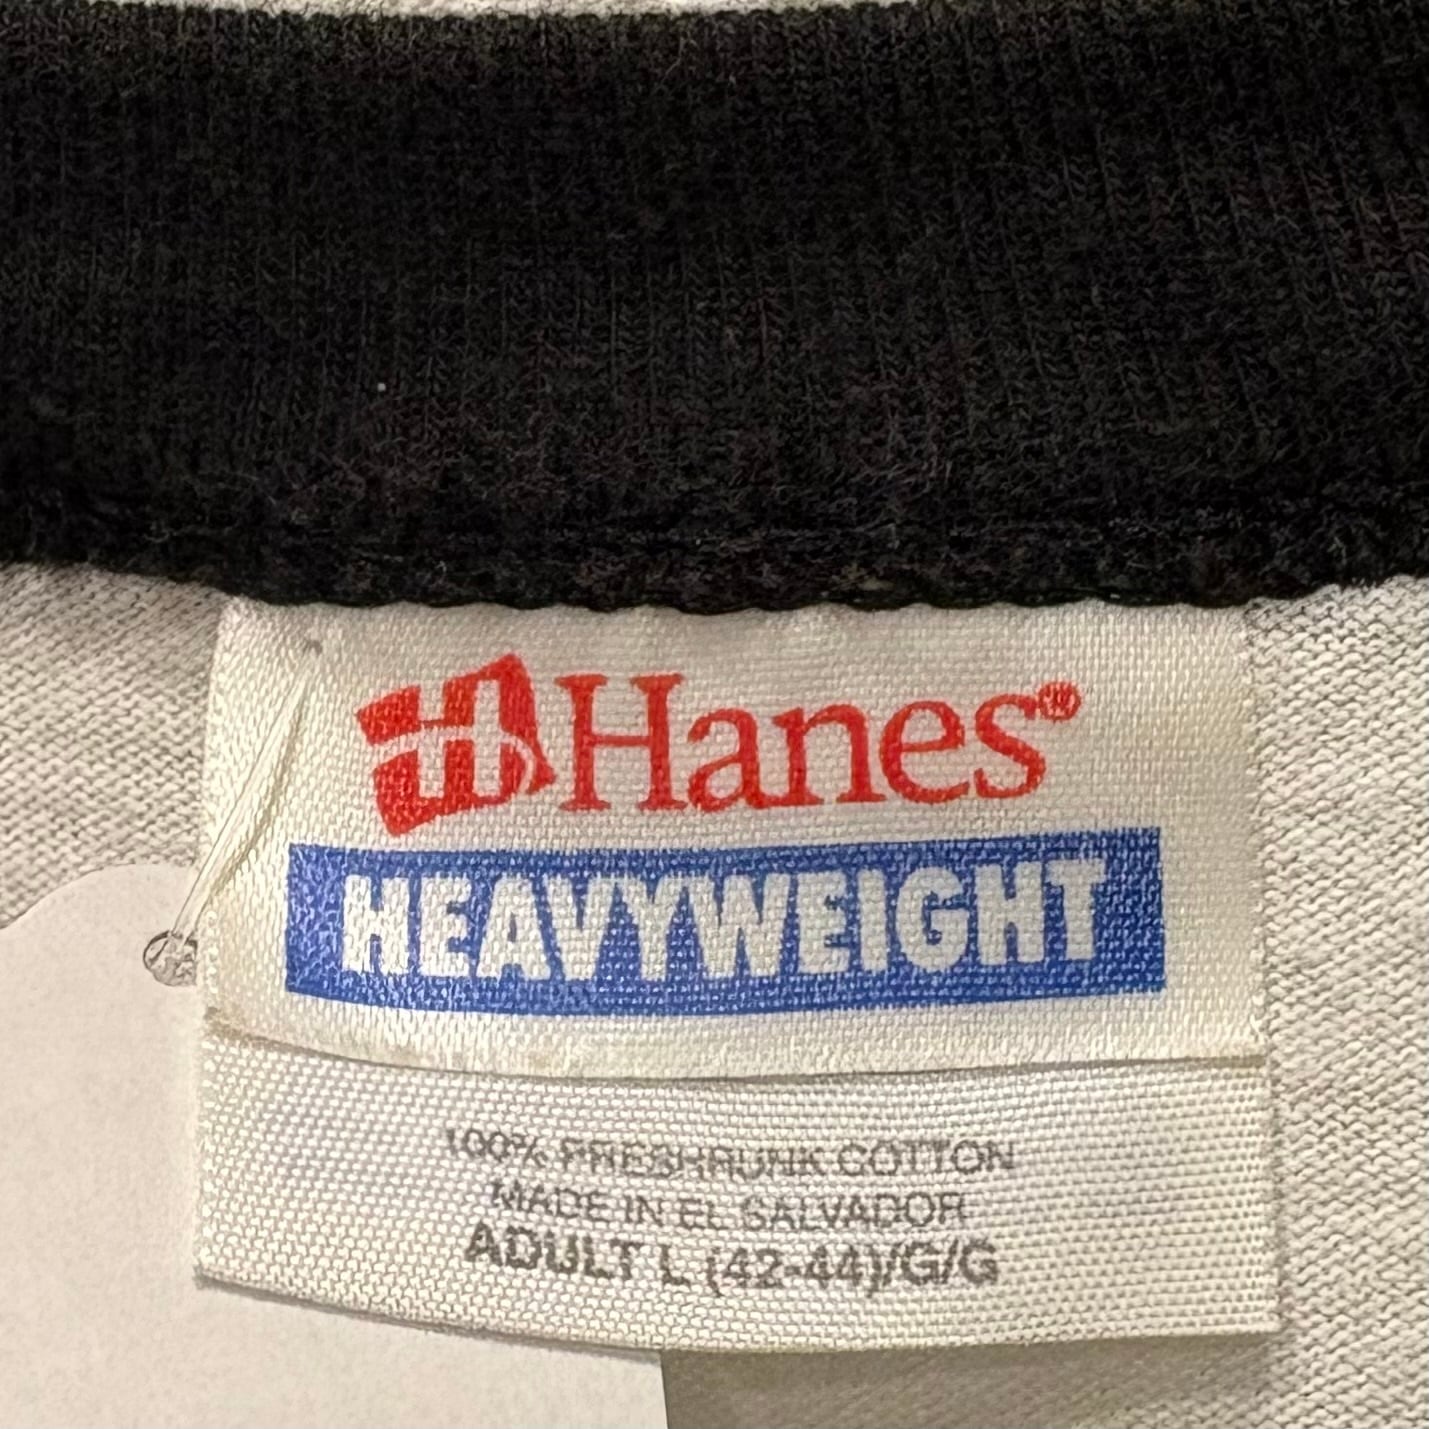 H Hanes®
HEAVYWEIGHT
100% PRESHRUNK COTTON
MADE IN EL SALVADOR
ADULT L (42-44)/G/G